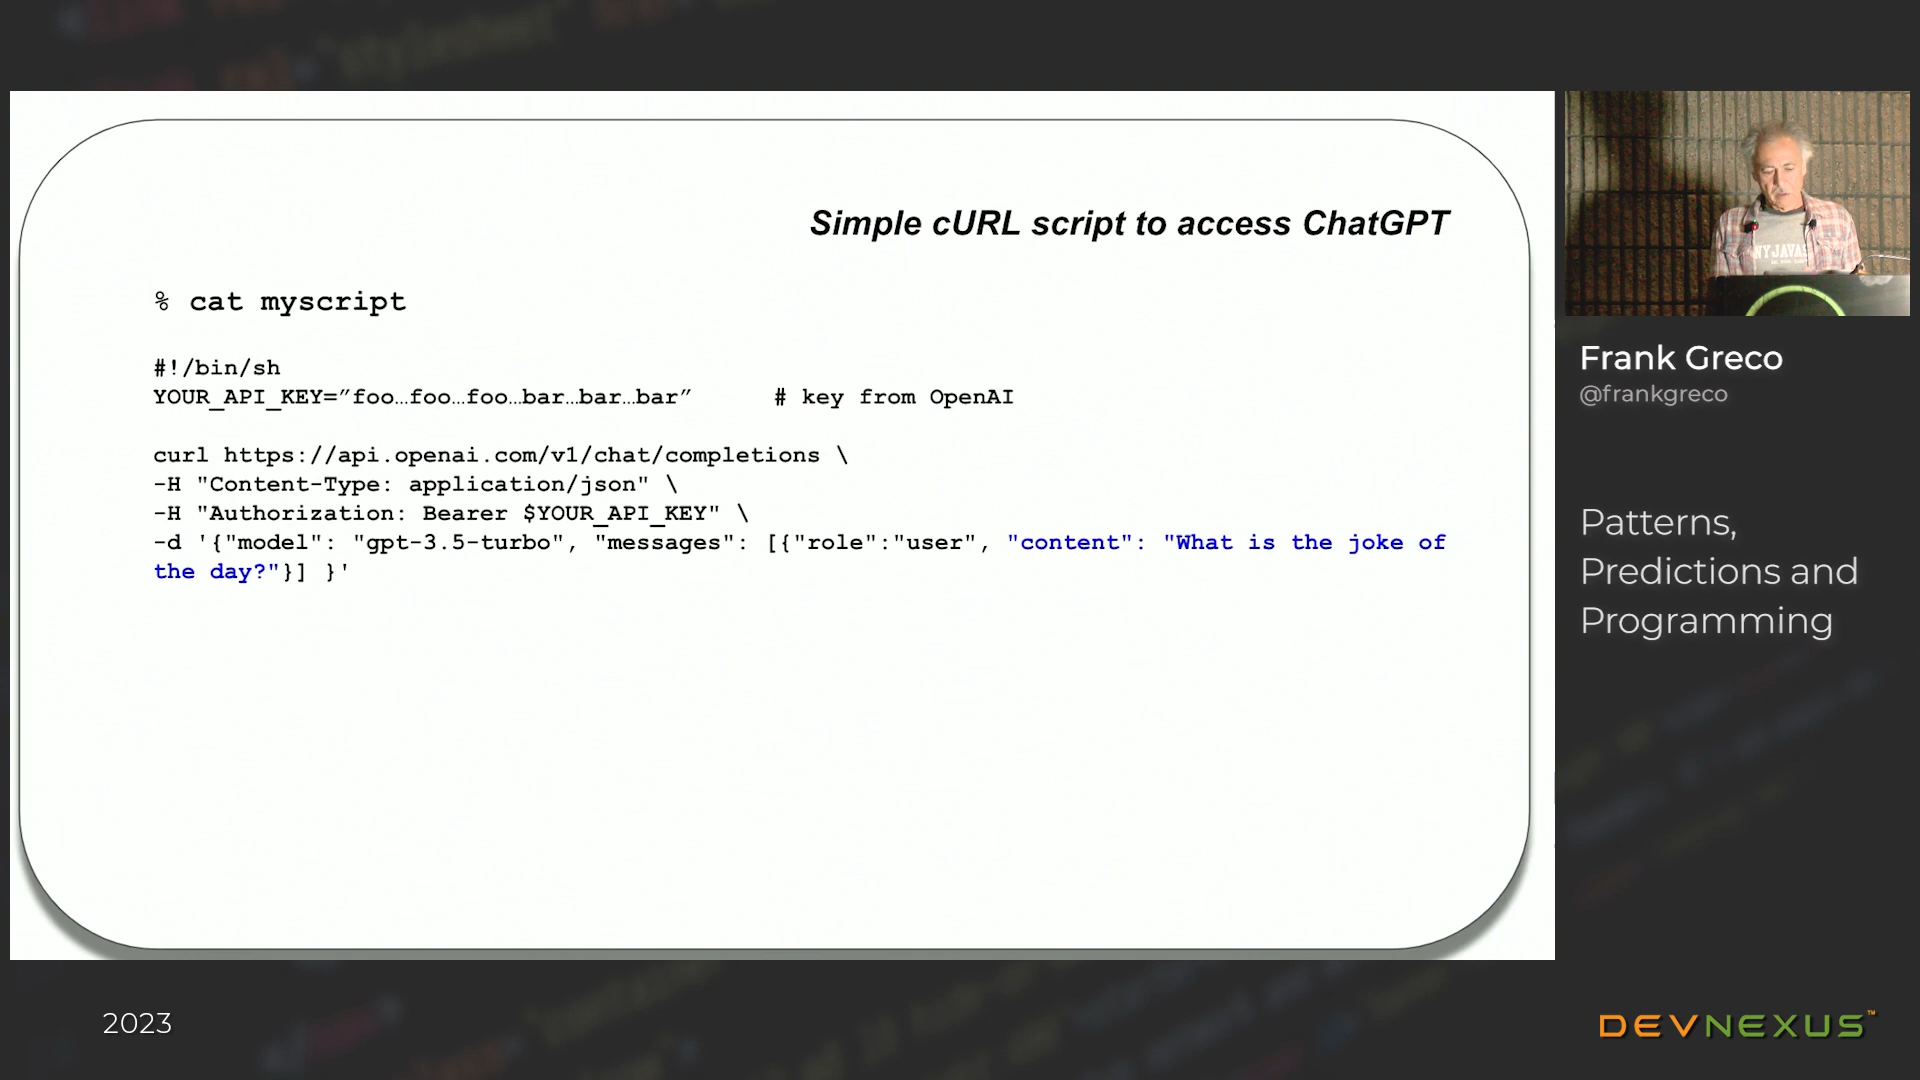 Simple cURL script to access ChatGPT
% cat myscript
#!/bin/sh
YOUR_API_KEY=”foo…foo…foo…bar…bar…bar” # key from OpenAI
curl https://api.openai.com/v1/chat/completions \
-H "Content-Type: application/json" \
-H "Authorization: Bearer $YOUR_API_KEY" \
-d '{"model": "gpt-3.5-turbo", "messages": [{"role":"user", "content": "What is the joke of
the day?"}] }'
NYJAVAS
Frank Greco
@frankgreco
Patterns,
Predictions and
Programming
2023
DEVNEXUS™